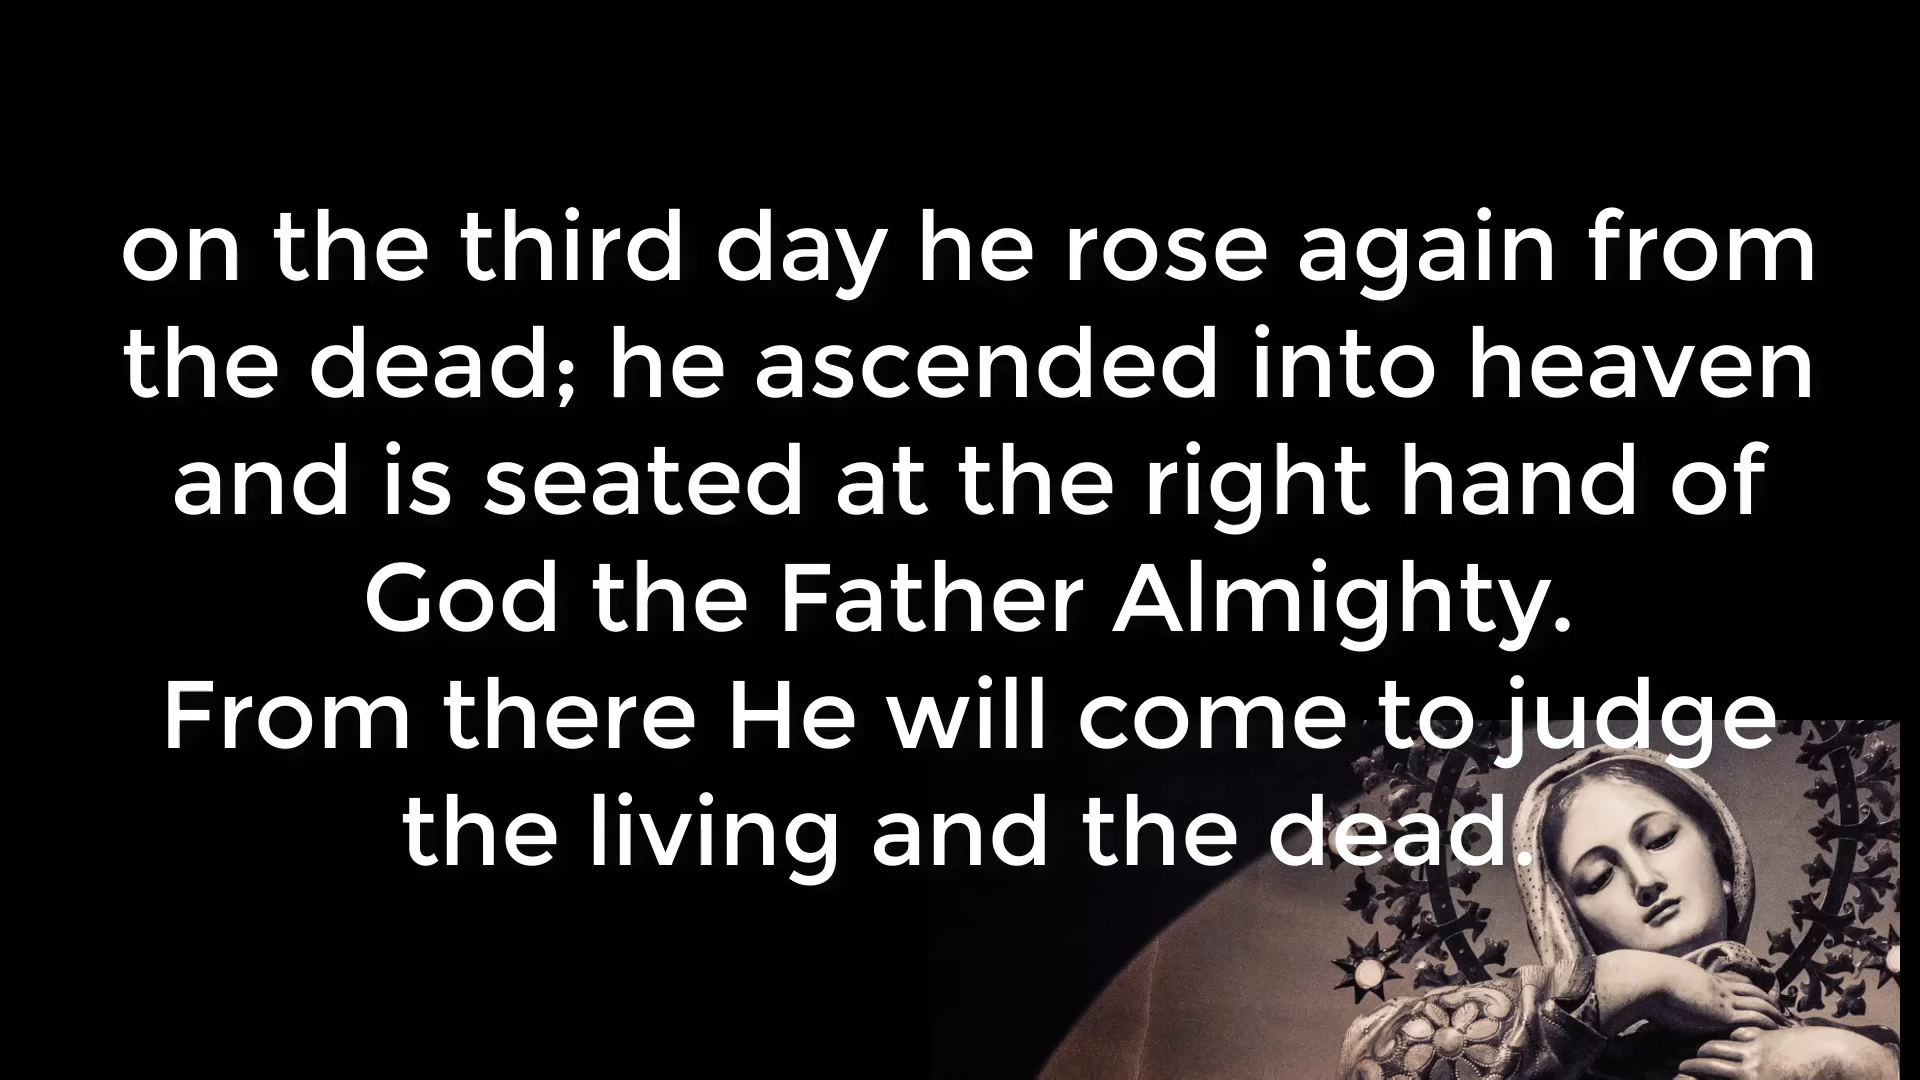 on the third day he rose again from
the dead; he ascended into heaven
and is seated at the right hand of
God the Father Almighty.
From there He will come to judge
the living and the dead.